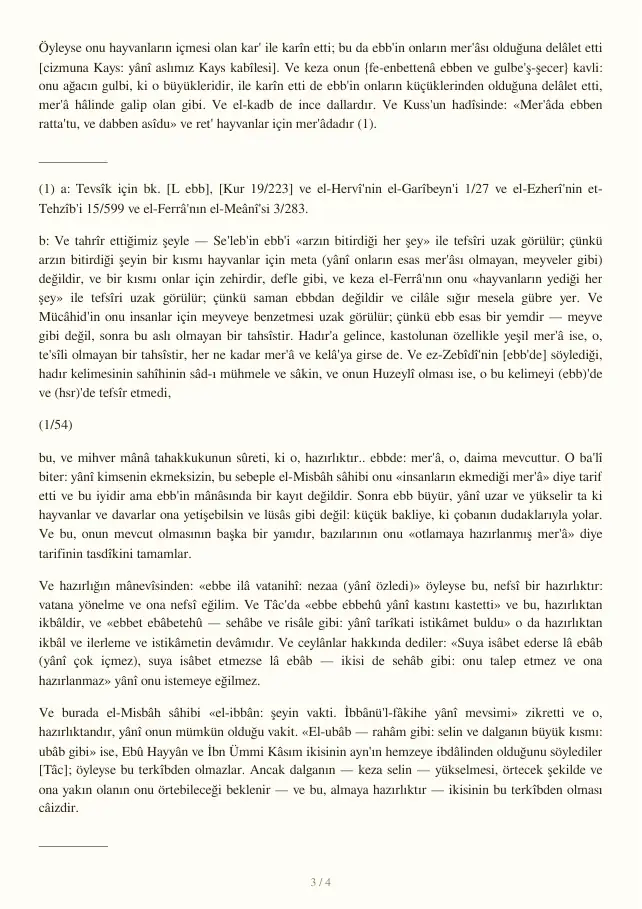 Öyleyse onu hayvanların içmesi olan kar' ile karîn etti; bu da ebb'in onların mer'âsı olduğuna delâlet etti
[cizmuna Kays: yânî aslımız Kays kabîlesi]. Ve keza onun {fe-enbettenâ ebben ve gulbe'ş-şecer} kavli:
onu ağacın gulbi, ki o büyükleridir, ile karîn etti de ebb'in onların küçüklerinden olduğuna delâlet etti,
mer'â hâlinde galip olan gibi. Ve el-kadb de ince dallardır. Ve Kuss'un hadîsinde: «Mer'âda ebben
ratta'tu, ve dabben asîdu» ve ret' hayvanlar için mer'âdadır (1).
(1) a: Tevsîk için bk. [L ebb], [Kur 19/223] ve el-Hervî'nin el-Garîbeyn'i 1/27 ve el-Ezherî'nin et-
Tehzîb'i 15/599 ve el-Ferrâ'nın el-Meânî'si 3/283.
b: Ve tahrîr ettiğimiz şeyle — Se'leb'in ebb'i «arzın bitirdiği her şey» ile tefsîri uzak görülür; çünkü
arzın bitirdiği şeyin bir kısmı hayvanlar için meta (yânî onların esas mer'âsı olmayan, meyveler gibi)
değildir, ve bir kısmı onlar için zehirdir, defle gibi, ve keza el-Ferrâ'nın onu «hayvanların yediği her
şey» ile tefsîri uzak görülür; çünkü saman ebbdan değildir ve cilâle sığır mesela gübre yer. Ve
Mücâhid'in onu insanlar için meyveye benzetmesi uzak görülür; çünkü ebb esas bir yemdir — meyve
gibi değil, sonra bu aslı olmayan bir tahsîstir. Hadır'a gelince, kastolunan özellikle yeşil mer'â ise, o,
te'sîli olmayan bir tahsîstir, her ne kadar mer'â ve kelâ'ya girse de. Ve ez-Zebîdî'nin [ebb'de] söylediği,
hadır kelimesinin sahîhinin sâd-ı mühmele ve sâkin, ve onun Huzeylî olması ise, o bu kelimeyi (ebb)'de
ve (hsr)'de tefsîr etmedi,
(1/54)
bu, ve mihver mânâ tahakkukunun sûreti, ki o, hazırlıktır.. ebbde: mer'â, o, daima mevcuttur. O ba'lî
biter: yânî kimsenin ekmeksizin, bu sebeple el-Misbâh sâhibi onu «insanların ekmediği mer'â» diye tarif
etti ve bu iyidir ama ebb'in mânâsında bir kayıt değildir. Sonra ebb büyür, yânî uzar ve yükselir ta ki
hayvanlar ve davarlar ona yetişebilsin ve lüsâs gibi değil: küçük bakliye, ki çobanın dudaklarıyla yolar.
Ve bu, onun mevcut olmasının başka bir yanıdır, bazılarının onu «otlamaya hazırlanmış mer'â» diye
tarifinin tasdîkini tamamlar.
Ve hazırlığın mânevîsinden: «ebbe ilâ vatanihî: nezaa (yânî özledi)» öyleyse bu, nefsî bir hazırlıktır:
vatana yönelme ve ona nefsî eğilim. Ve Tâc'da «ebbe ebbehû yânî kastını kastetti» ve bu, hazırlıktan
ikbâldir, ve «ebbet ebâbetehû — sehâbe ve risâle gibi: yânî tarîkati istikâmet buldu» o da hazırlıktan
ikbâl ve ilerleme ve istikâmetin devâmıdır. Ve ceylânlar hakkında dediler: «Suya isâbet ederse lâ ebâb
(yânî çok içmez), suya isâbet etmezse lâ ebâb — ikisi de sehâb gibi: onu talep etmez ve ona
hazırlanmaz» yânî onu istemeye eğilmez.
Ve burada el-Misbâh sâhibi «el-ibbân: şeyin vakti. İbbânü'l-fâkihe yânî mevsimi» zikretti ve o,
hazırlıktandır, yânî onun mümkün olduğu vakit. «El-ubâb — rahâm gibi: selin ve dalganın büyük kısmı:
ubâb gibi» ise, Ebû Hayyân ve İbn Ümmi Kâsım ikisinin ayn'ın hemzeye ibdâlinden olduğunu söylediler
[Tâc]; öyleyse bu terkîbden olmazlar. Ancak dalganın — keza selin — yükselmesi, örtecek şekilde ve
ona yakın olanın onu örtebileceği beklenir — ve bu, almaya hazırlıktır — ikisinin bu terkîbden olması
câizdir.
3 / 4